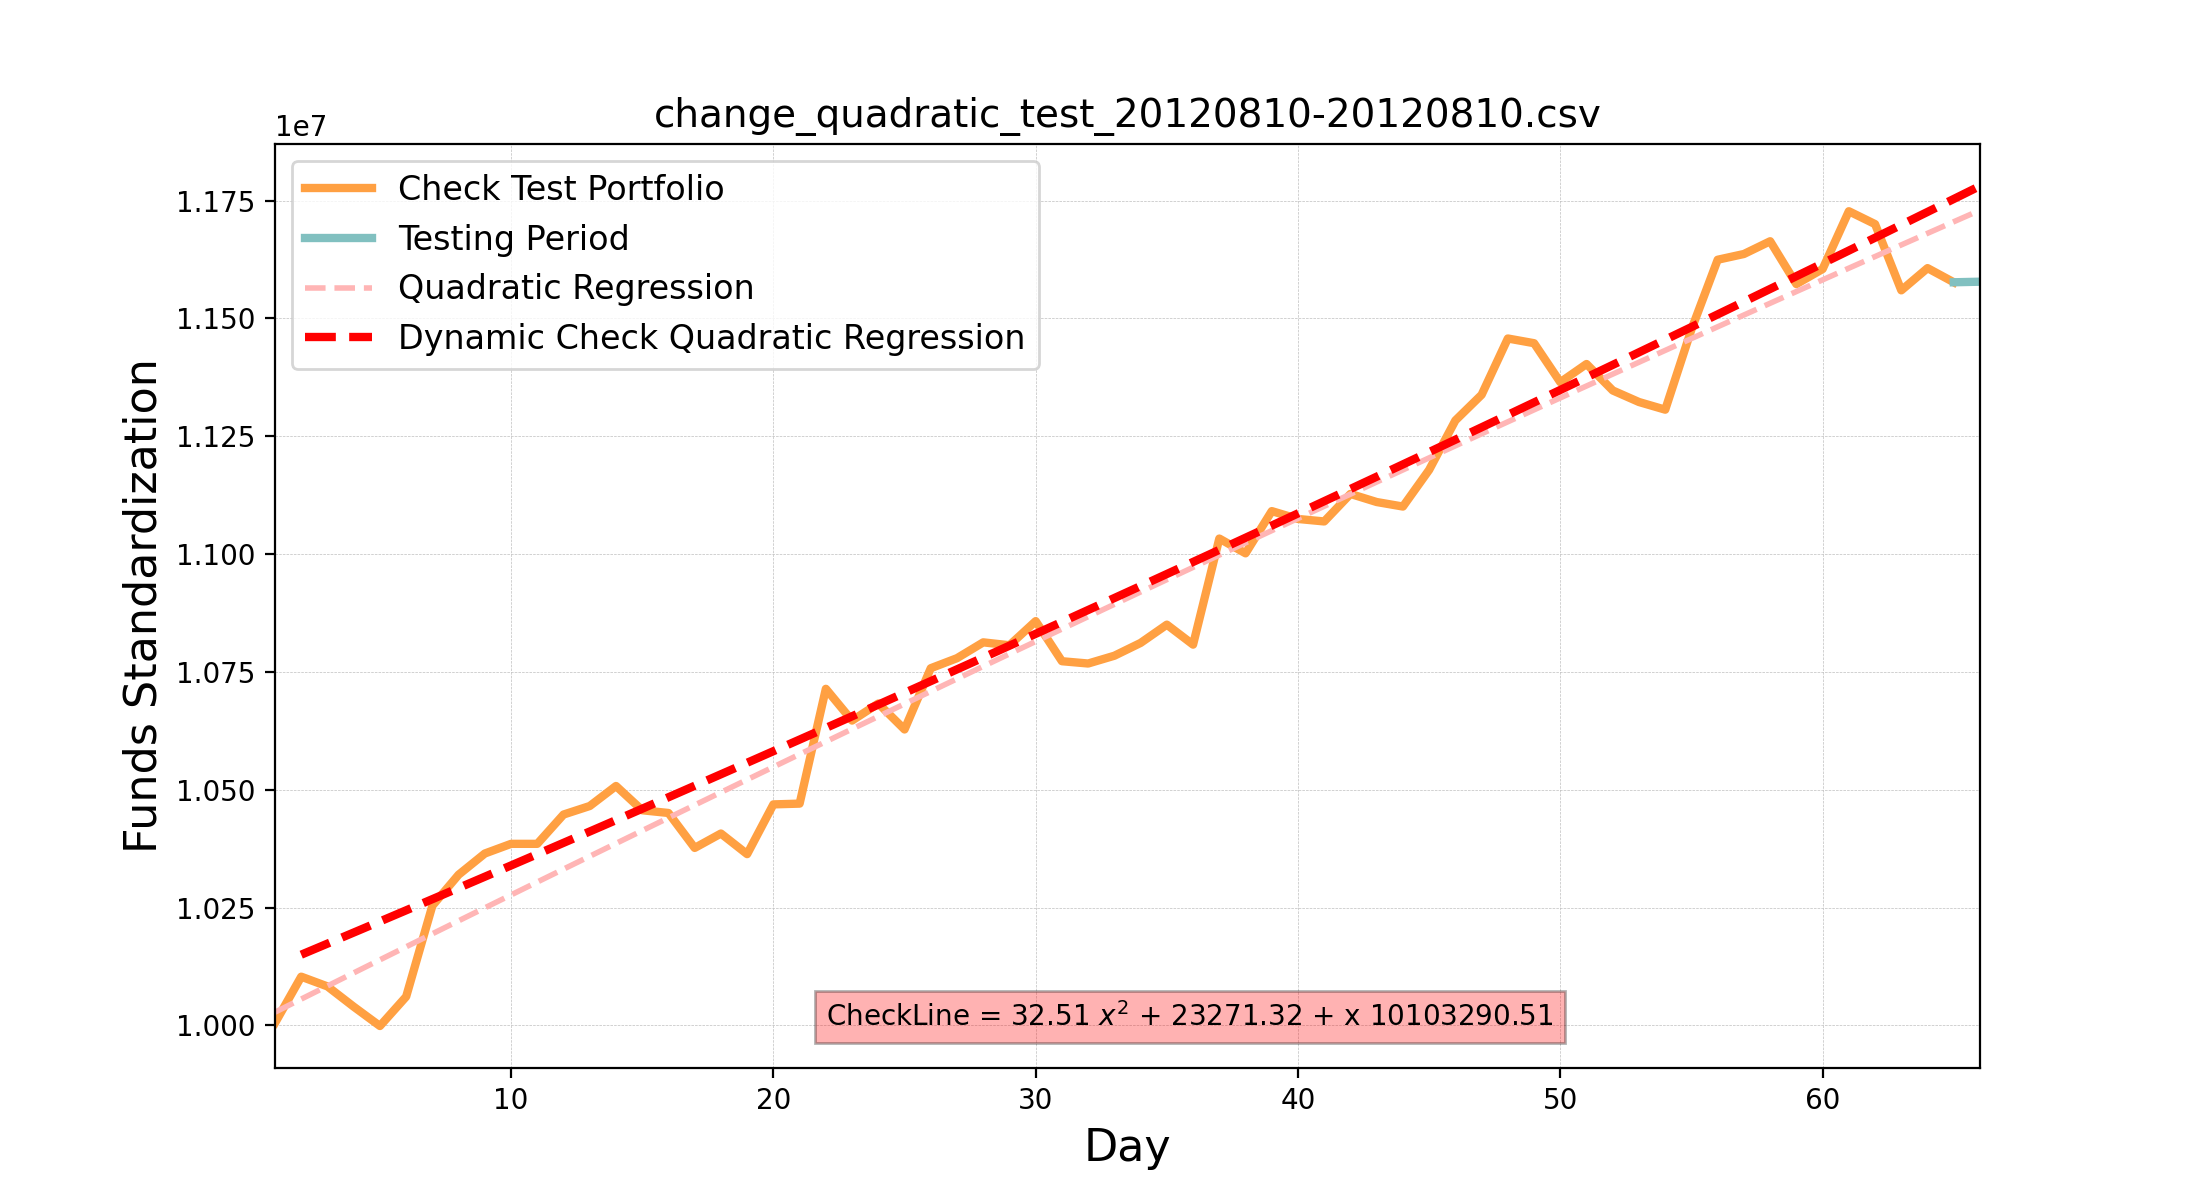 change_quadratic_test_20120810-20120810.csv
1e7
Check Test Portfolio
Testing Period
Quadratic Regression
Dynamic Check Quadratic Regression
1.175
1.150
1.125
1.100
1.075
1.050
1.025
1.000
Funds Standardization
CheckLine = 32.51 x² + 23271.32 + x 10103290.51
10 20 30 40 50 60
Day